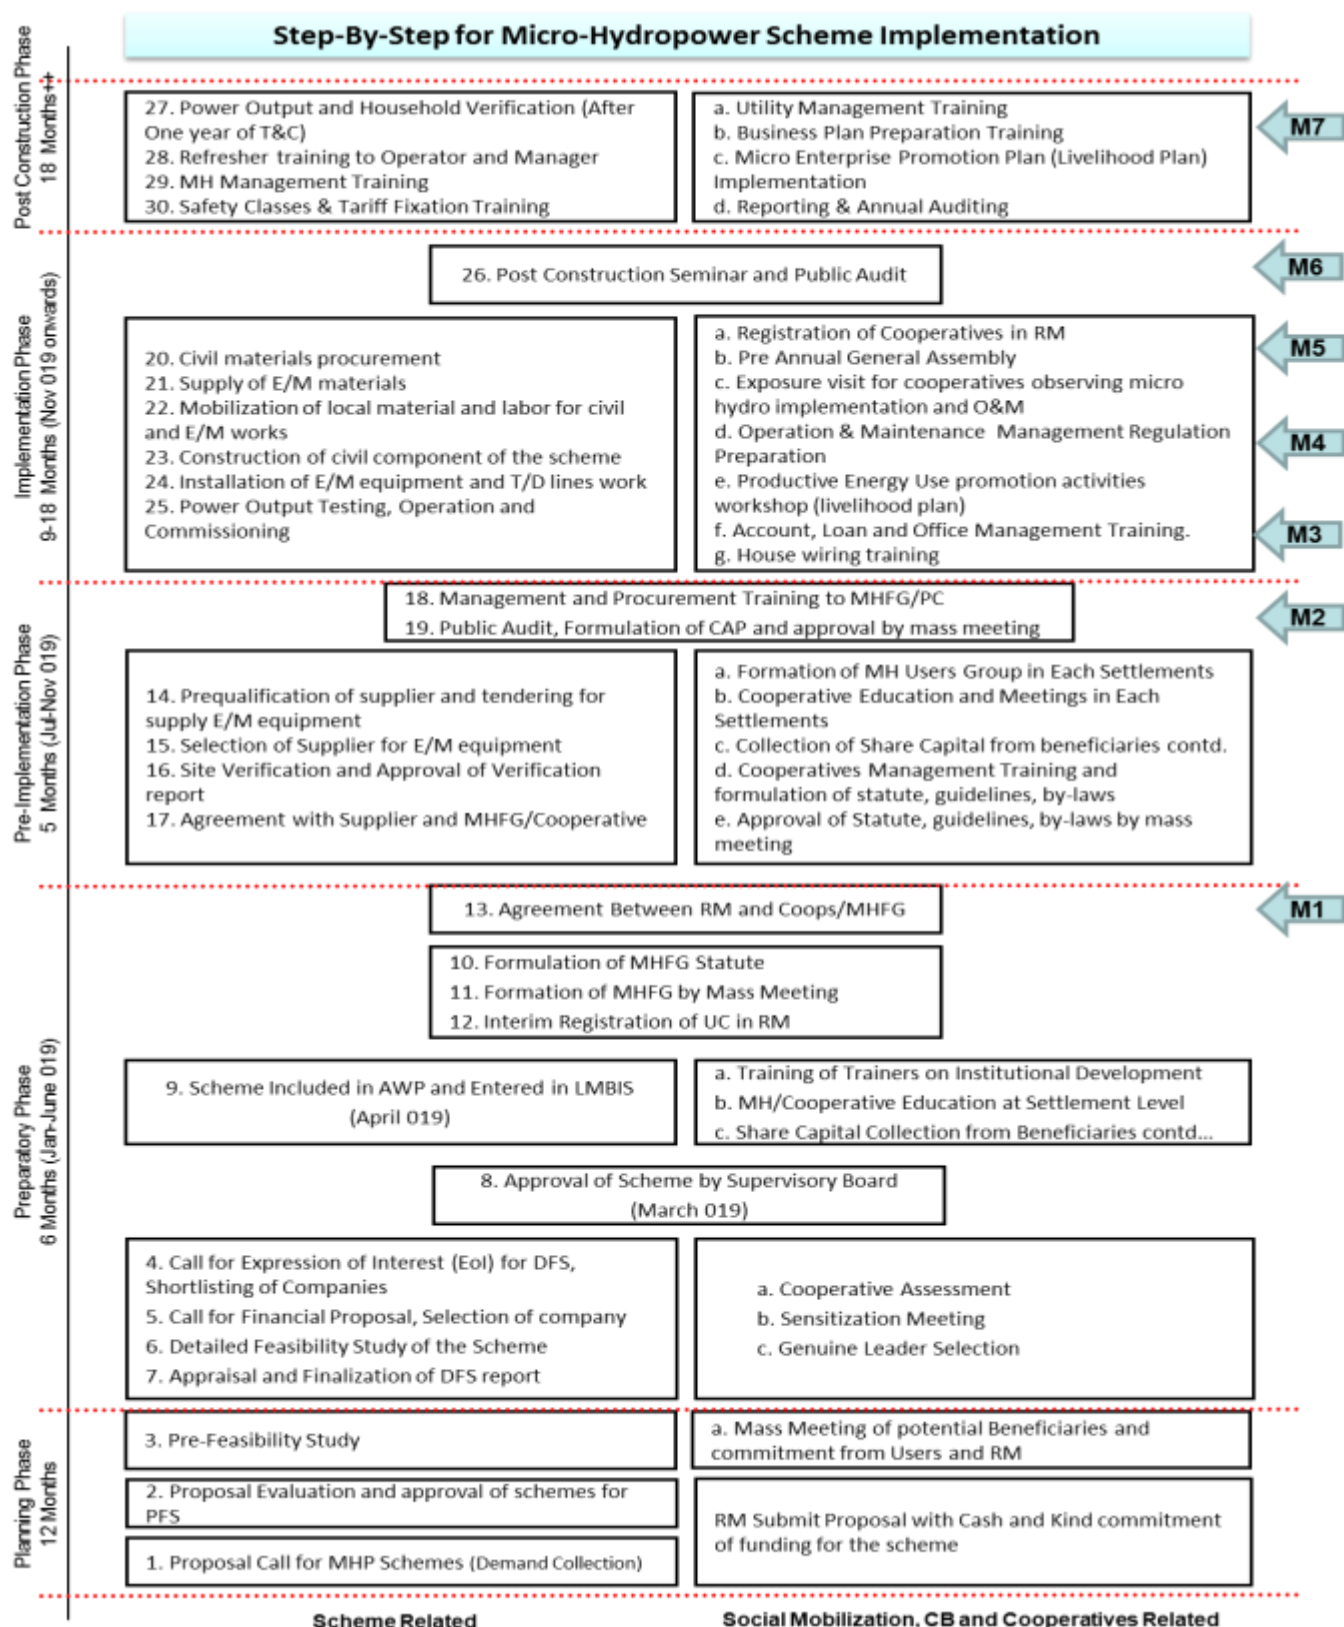 Step-By-Step for Micro-Hydropower Scheme Implementation
Post Construction Phase
18 Months++
27. Power Output and Household Verification (After
One year of T&C)
28. Refresher training to Operator and Manager
29. MH Management Training
30. Safety Classes & Tariff Fixation Training
a. Utility Management Training
b. Business Plan Preparation Training
c. Micro Enterprise Promotion Plan (Livelihood Plan)
Implementation
d. Reporting & Annual Auditing
M7
Implementation Phase
9-18 Months (Nov 019 onwards)
26. Post Construction Seminar and Public Audit
M6
20. Civil materials procurement
21. Supply of E/M materials
22. Mobilization of local material and labor for civil
and E/M works
23. Construction of civil component of the scheme
24. Installation of E/M equipment and T/D lines work
25. Power Output Testing, Operation and
Commissioning
a. Registration of Cooperatives in RM
b. Pre Annual General Assembly
c. Exposure visit for cooperatives observing micro
hydro implementation and O&M
d. Operation & Maintenance Management Regulation
Preparation
e. Productive Energy Use promotion activities
workshop (livelihood plan)
f. Account, Loan and Office Management Training.
g. House wiring training
M5
M4
M3
Pre-Implementation Phase
5 Months (Jul-Nov 019)
18. Management and Procurement Training to MHFG/PC
19. Public Audit, Formulation of CAP and approval by mass meeting
M2
14. Prequalification of supplier and tendering for
supply E/M equipment
15. Selection of Supplier for E/M equipment
16. Site Verification and Approval of Verification
report
17. Agreement with Supplier and MHFG/Cooperative
a. Formation of MH Users Group in Each Settlements
b. Cooperative Education and Meetings in Each
Settlements
c. Collection of Share Capital from beneficiaries contd.
d. Cooperatives Management Training and
formulation of statute, guidelines, by-laws
e. Approval of Statute, guidelines, by-laws by mass
meeting
Preparatory Phase
6 Months (Jan-June 019)
13. Agreement Between RM and Coops/MHFG
M1
10. Formulation of MHFG Statute
11. Formation of MHFG by Mass Meeting
12. Interim Registration of UC in RM
9. Scheme Included in AWP and Entered in LMBIS
(April 019)
a. Training of Trainers on Institutional Development
b. MH/Cooperative Education at Settlement Level
c. Share Capital Collection from Beneficiaries contd...
8. Approval of Scheme by Supervisory Board
(March 019)
4. Call for Expression of Interest (EoI) for DFS,
Shortlisting of Companies
5. Call for Financial Proposal, Selection of company
6. Detailed Feasibility Study of the Scheme
7. Appraisal and Finalization of DFS report
a. Cooperative Assessment
b. Sensitization Meeting
c. Genuine Leader Selection
Planning Phase
12 Months
3. Pre-Feasibility Study
a. Mass Meeting of potential Beneficiaries and
commitment from Users and RM
2. Proposal Evaluation and approval of schemes for
PFS
1. Proposal Call for MHP Schemes (Demand Collection)
RM Submit Proposal with Cash and Kind commitment
of funding for the scheme
Scheme Related
Social Mobilization, CB and Cooperatives Related